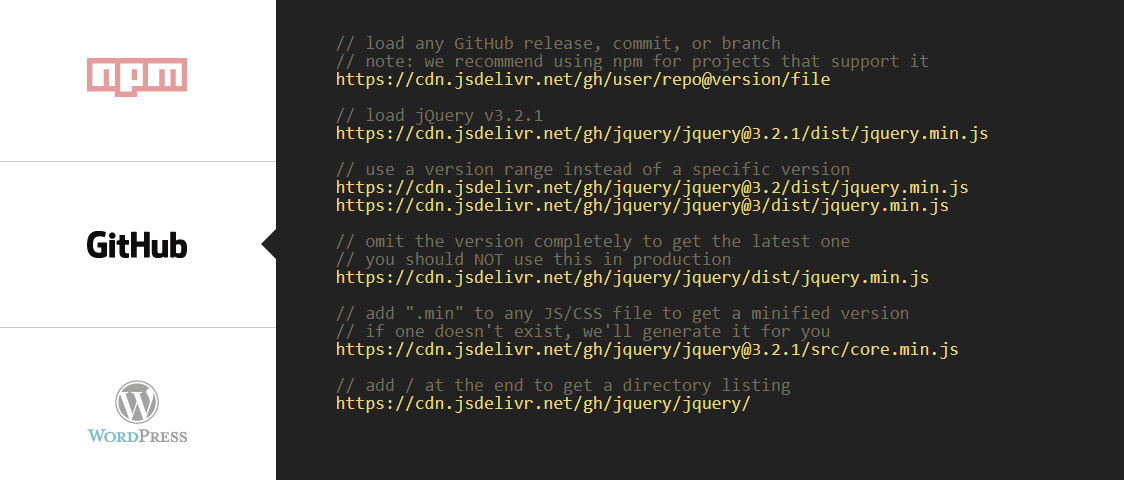 npm
GitHub
WORDPRESS
// load any GitHub release, commit, or branch
// note: we recommend using npm for projects that support it
https://cdn.jsdelivr.net/gh/user/repo@version/file
// load jQuery v3.2.1
https://cdn.jsdelivr.net/gh/jquery/jquery@3.2.1/dist/jquery.min.js
// use a version range instead of a specific version
https://cdn.jsdelivr.net/gh/jquery/jquery@3.2/dist/jquery.min.js
https://cdn.jsdelivr.net/gh/jquery/jquery@3/dist/jquery.min.js
// omit the version completely to get the latest one
// you should NOT use this in production
https://cdn.jsdelivr.net/gh/jquery/jquery/dist/jquery.min.js
// add ".min" to any JS/CSS file to get a minified version
// if one doesn't exist, we'll generate it for you
https://cdn.jsdelivr.net/gh/jquery/jquery@3.2.1/src/core.min.js
// add / at the end to get a directory listing
https://cdn.jsdelivr.net/gh/jquery/jquery/